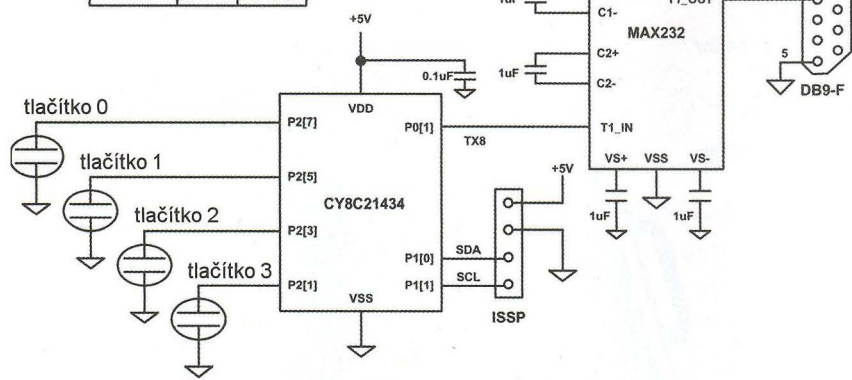 +5V
0.1uF
VDD
tlačítko 0
P2[7]
P0[1]
TX8
tlačítko 1
P2[5]
CY8C21434
tlačítko 2
P2[3]
tlačítko 3
P2[1]
P1[0]
SDA
P1[1]
SCL
VSS
+5V
ISSP
C1-
MAX232
C2+
1uF
C2-
T1_IN
VS+
VSS
VS-
1uF
1uF
5
DB9-F